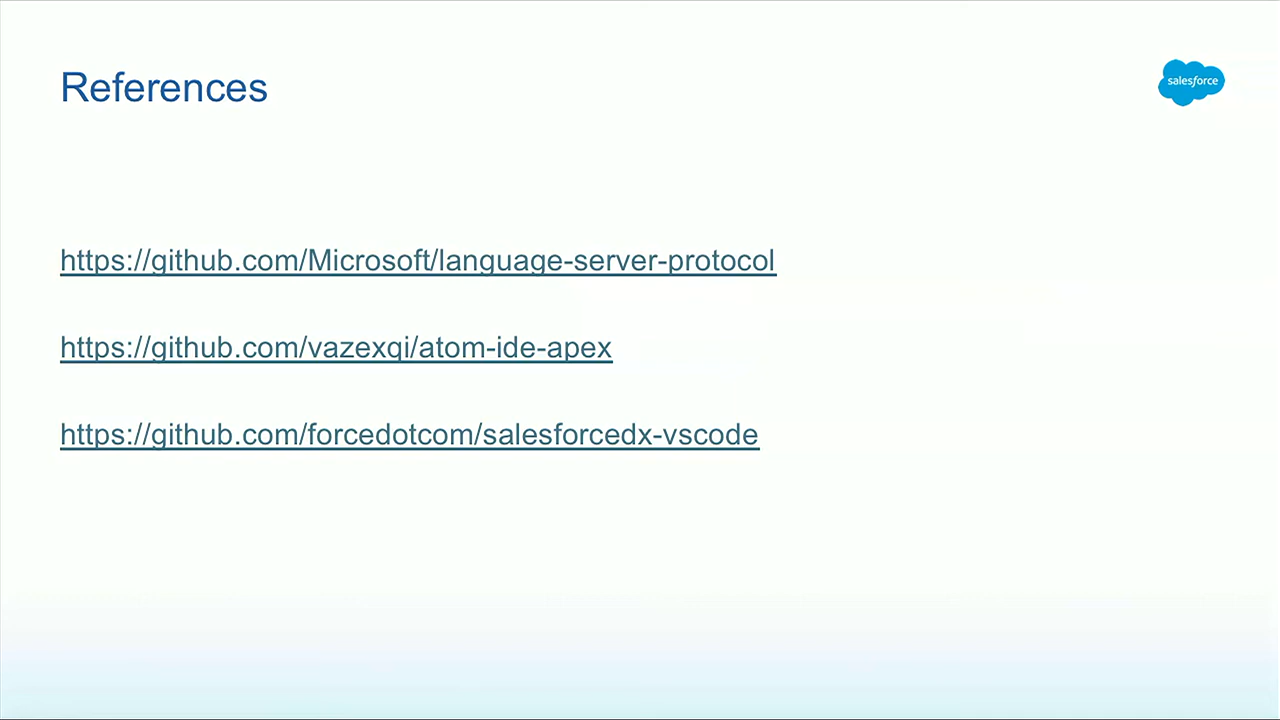 References
salesforce
https://github.com/Microsoft/language-server-protocol
https://github.com/vazexqi/atom-ide-apex
https://github.com/forcedotcom/salesforcedx-vscode